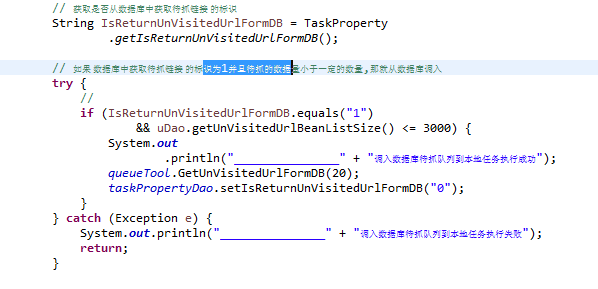 // 获取是否从数据库中获取待抓链接 的标识
String IsReturnUnVisitedUrlFormDB = TaskProperty
.getIsReturnUnVisitedUrlFormDB();
// 如果 数据库中获取待抓链接 的标识为1并且待抓的数据量小于一定的数量,那就从数据库调入
try {
//
if (IsReturnUnVisitedUrlFormDB.equals("1")
&& uDao.getUnVisitedUrlBeanListSize() <= 3000) {
System.out
.println("________________" + "调入数据库待抓队列到本地任务执行成功");
queueTool.GetUnVisitedUrlFormDB(20);
taskPropertyDao.setIsReturnUnVisitedUrlFormDB("0");
}
} catch (Exception e) {
System.out.println("________________" + "调入数据库待抓队列到本地任务执行失败");
return;
}